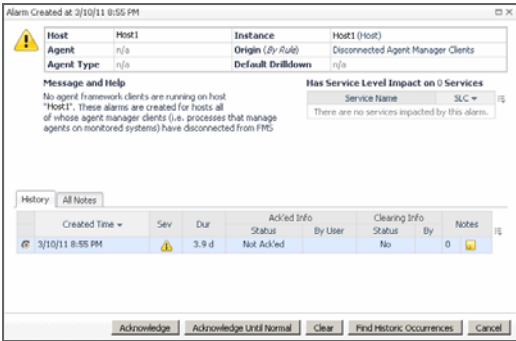 Alarm Created at 3/10/11 8:55 PM
Host Host1 Instance Host1 (Host)
Agent n/a Origin (By Rule) Disconnected Agent Manager Clients
Agent Type n/a Default Drilldown n/a
Message and Help
No agent framework clients are running on host
"Host1". These alarms are created for hosts all
of whose agent manager clients (i.e. processes that manage
agents on monitored systems) have disconnected from FMS
Has Service Level Impact on 0 Services
Service Name SLC
There are no services impacted by this alarm.
History All Notes
Created Time Sev Dur Ack'ed Info Clearing Info Notes
Status By User Status By
3/10/11 8:55 PM 3.9 d Not Ack'ed No 0
Acknowledge Acknowledge Until Normal Clear Find Historic Occurrences Cancel